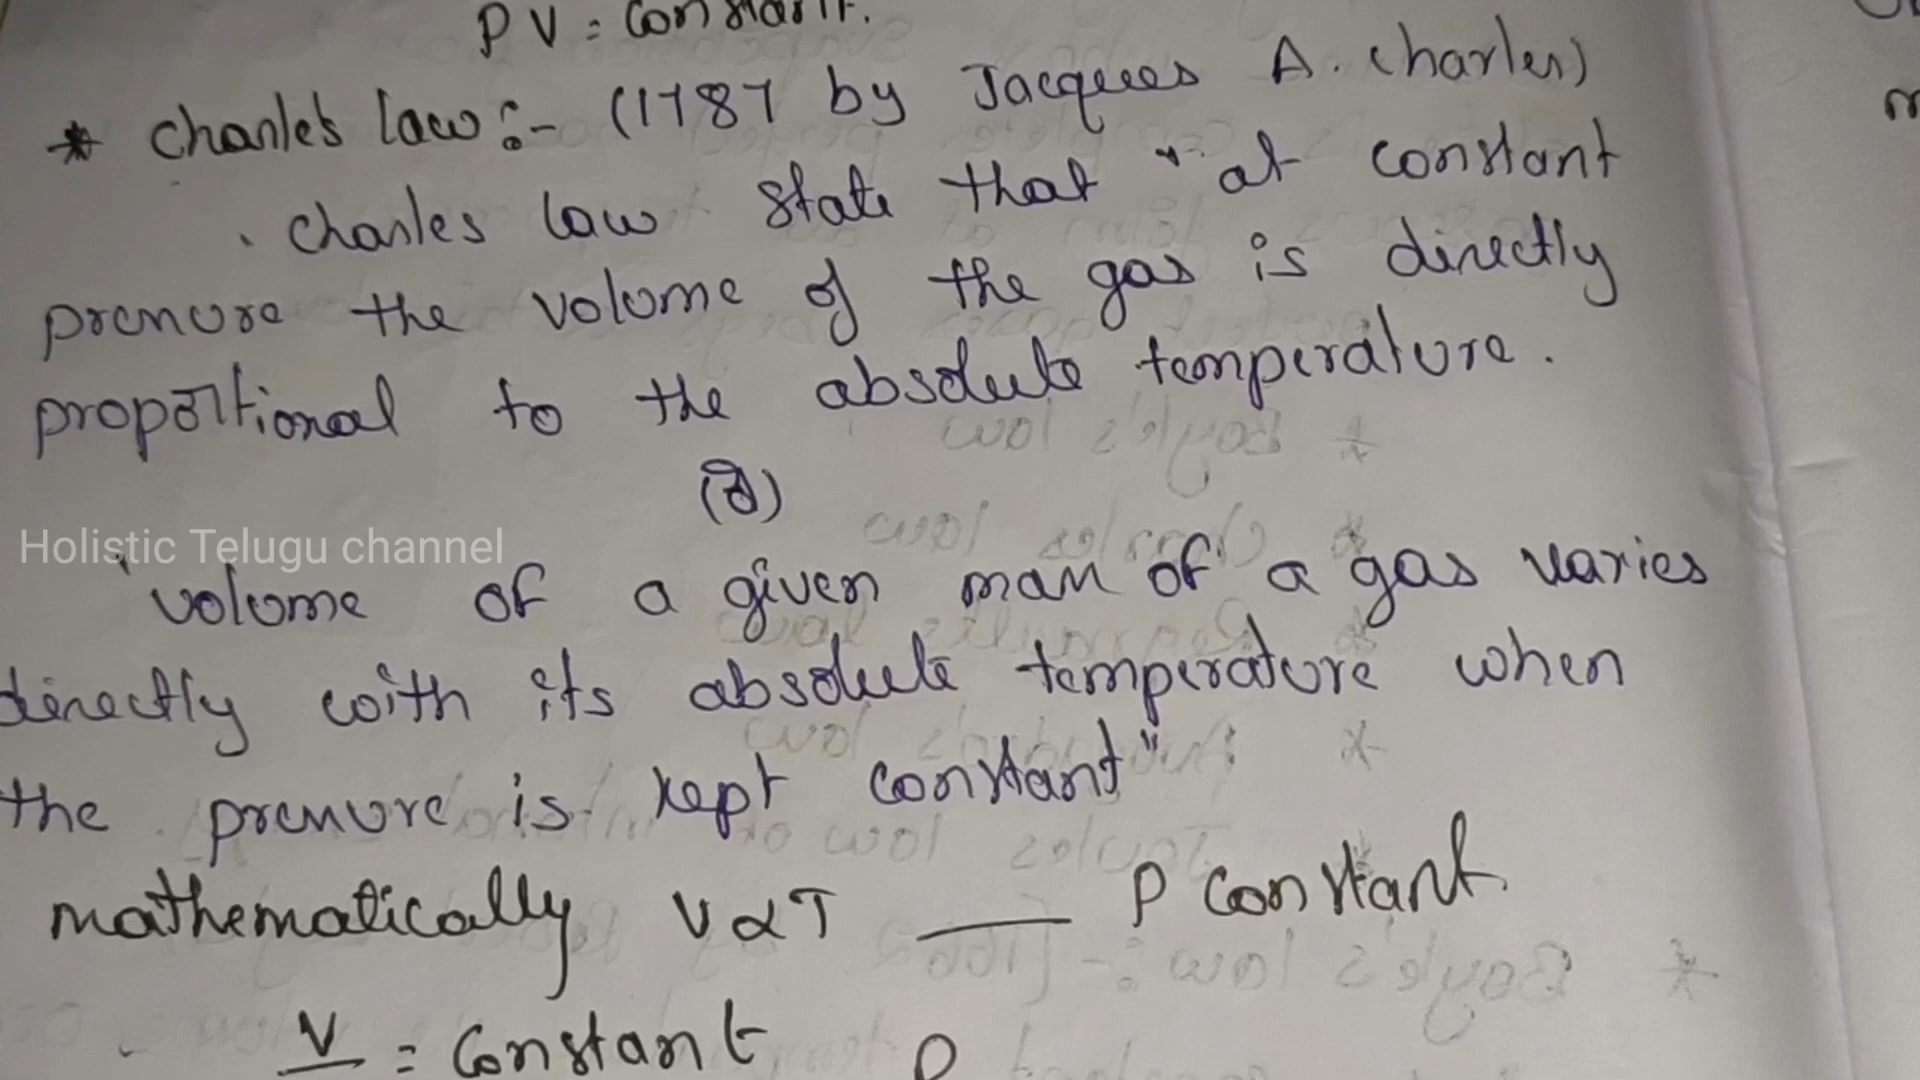 PV = constant.
* Charle's law :- (1787 by Jacques A. Charles)
. Charles law state that "at constant
pressure the volume of the gas is directly
proportional to the absolute temperature.
Holistic Telugu channel
"volume of a given mass of a gas varies
directly with its absolute temperature when
the pressure is kept constant"
mathematically V∝T — P constant
V = constant P